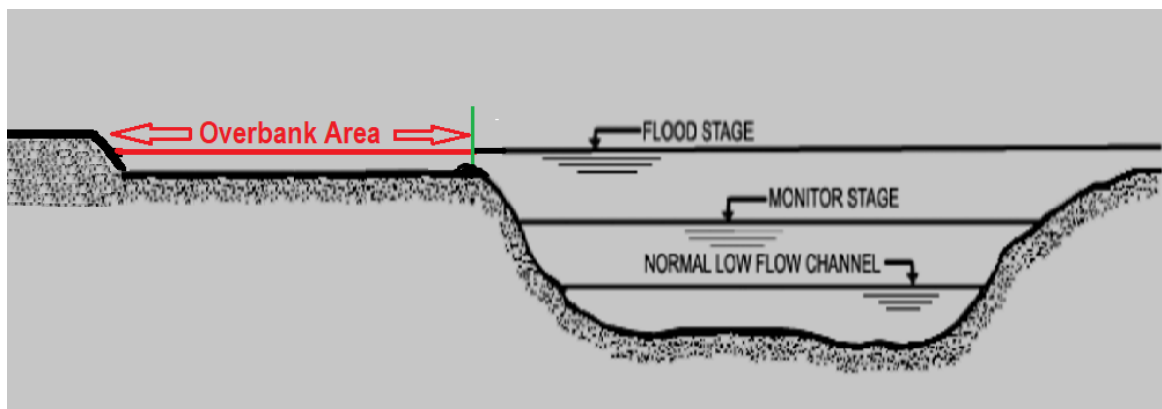 Overbank Area
FLOOD STAGE
MONITOR STAGE
NORMAL LOW FLOW CHANNEL